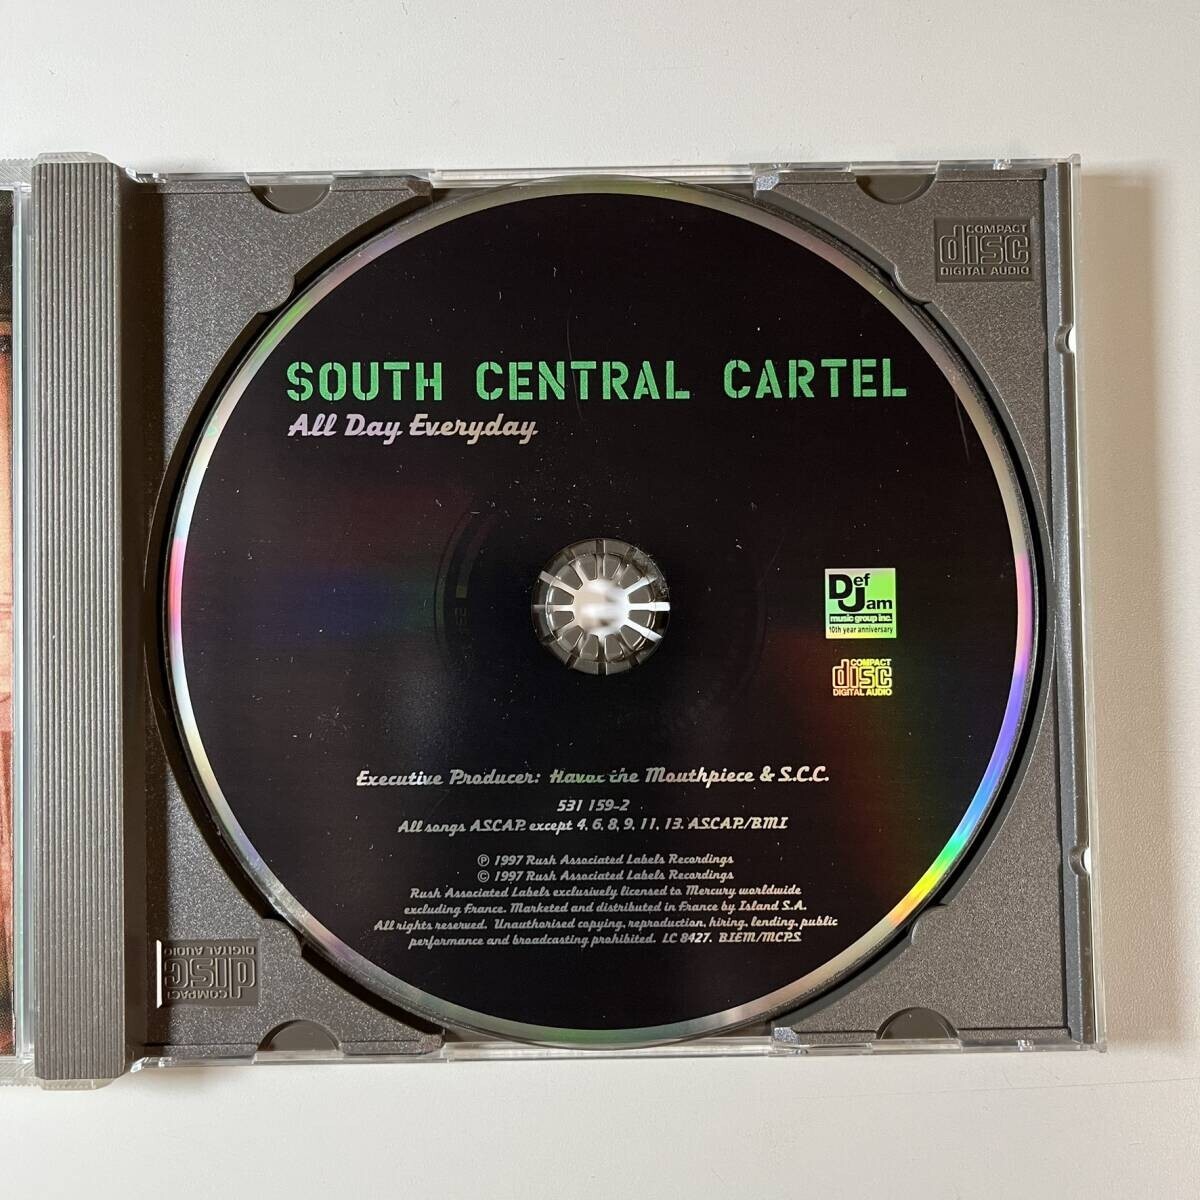 COMPACT
disc
DIGITAL AUDIO
SOUTH CENTRAL CARTEL
All Day Everyday
Def
Jam
music group inc.
10th year anniversary
COMPACT
disc
DIGITAL AUDIO
Executive Producer: Havoc the Mouthpiece & S.C.C.
531 159-2
All songs A.S.C.A.P. except 4, 6, 8, 9, 11, 13. A.S.C.A.P./B.M.I
℗ 1997 Rush Associated Labels Recordings
© 1997 Rush Associated Labels Recordings
Rush Associated Labels exclusively licensed to Mercury worldwide
excluding France. Marketed and distributed in France by Island S.A.
All rights reserved. Unauthorised copying, reproduction, hiring, lending, public
performance and broadcasting prohibited. LC 8427. B.I.E.M/M.C.P.S.
COMPACT
disc
DIGITAL AUDIO